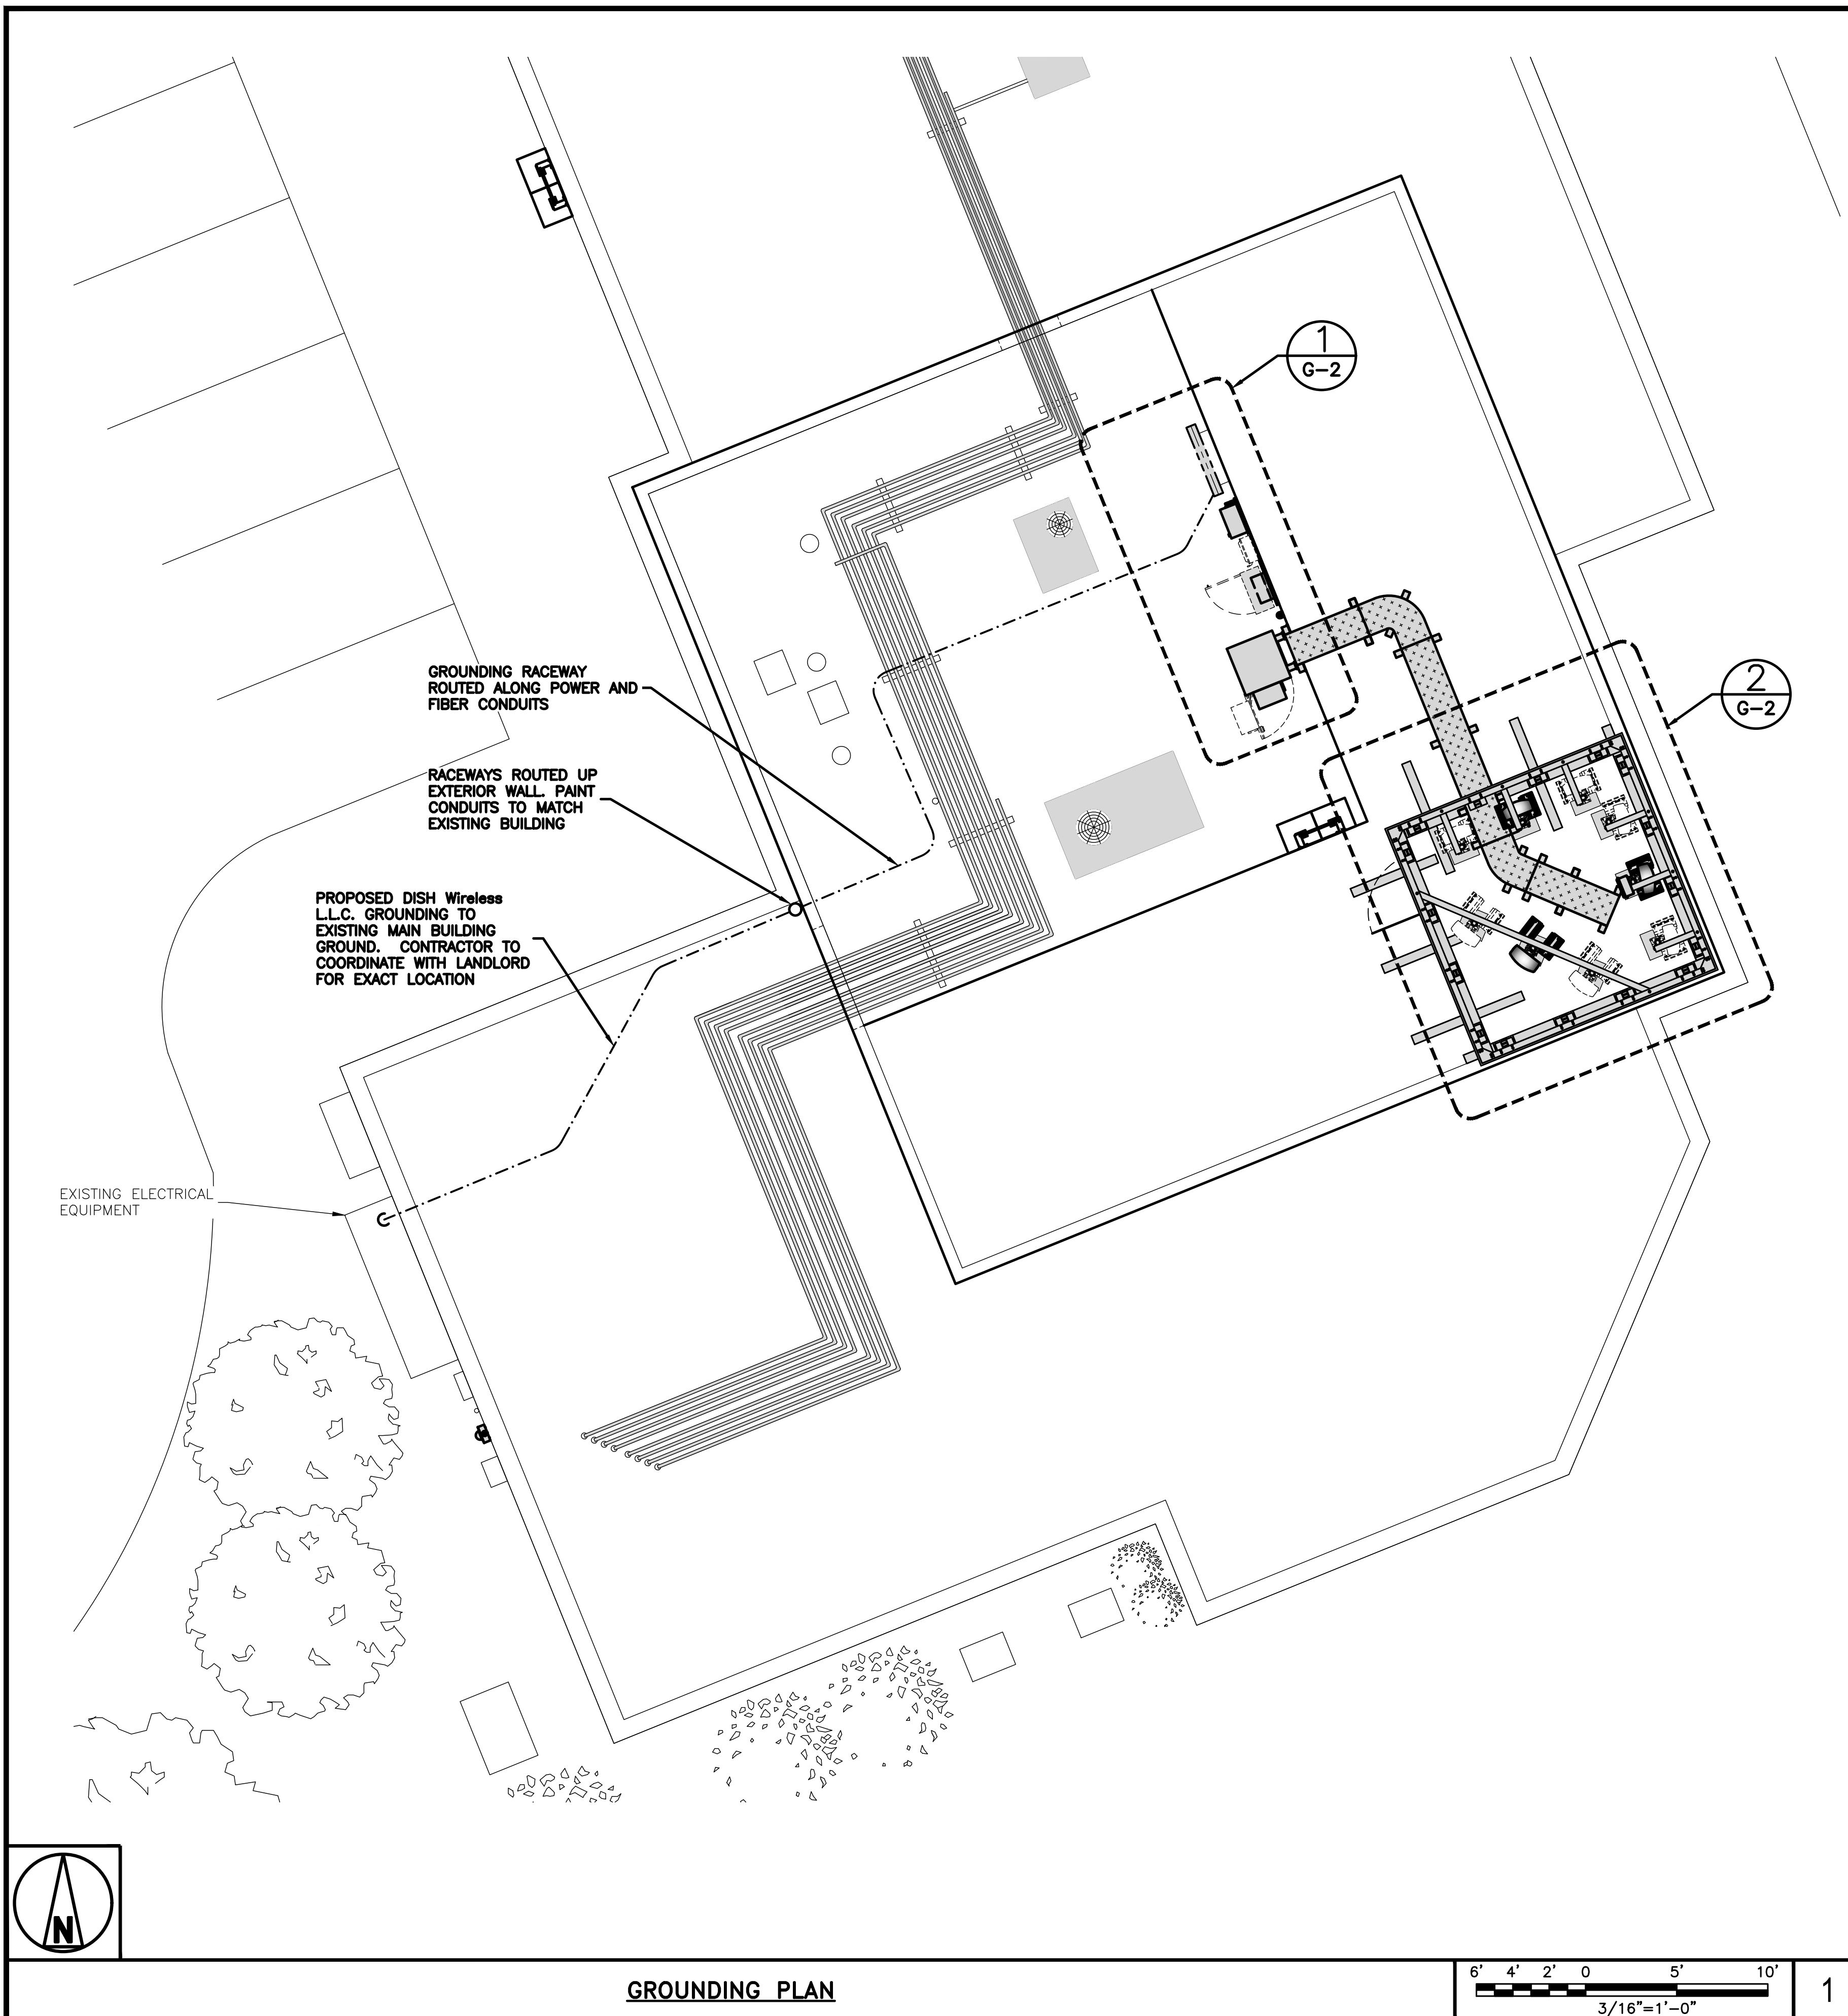 1
G-2
2
G-2
GROUNDING RACEWAY
ROUTED ALONG POWER AND
FIBER CONDUITS
RACEWAYS ROUTED UP
EXTERIOR WALL. PAINT
CONDUITS TO MATCH
EXISTING BUILDING
PROPOSED DISH Wireless
L.L.C. GROUNDING TO
EXISTING MAIN BUILDING
GROUND. CONTRACTOR TO
COORDINATE WITH LANDLORD
FOR EXACT LOCATION
EXISTING ELECTRICAL
EQUIPMENT
N
GROUNDING PLAN
6' 4' 2' 0 5' 10'
3/16"=1'-0"
1